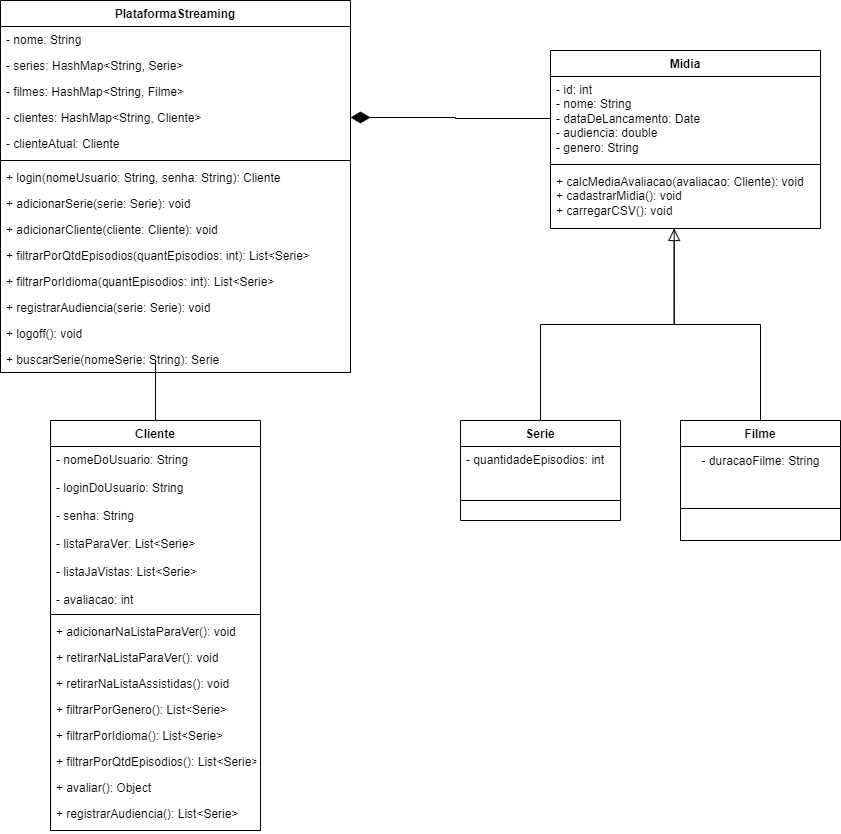 PlataformaStreaming
- nome: String
- series: HashMap<String, Serie>
- filmes: HashMap<String, Filme>
- clientes: HashMap<String, Cliente>
- clienteAtual: Cliente
+ login(nomeUsuario: String, senha: String): Cliente
+ adicionarSerie(serie: Serie): void
+ adicionarCliente(cliente: Cliente): void
+ filtrarPorQtdEpisodios(quantEpisodios: int): List<Serie>
+ filtrarPorIdioma(quantEpisodios: int): List<Serie>
+ registrarAudiencia(serie: Serie): void
+ logoff(): void
+ buscarSerie(nomeSerie: String): Serie
Midia
- id: int
- nome: String
- dataDeLancamento: Date
- audiencia: double
- genero: String
+ calcMediaAvaliacao(avaliacao: Cliente): void
+ cadastrarMidia(): void
+ carregarCSV(): void
Cliente
- nomeDoUsuario: String
- loginDoUsuario: String
- senha: String
- listaParaVer: List<Serie>
- listaJaVistas: List<Serie>
- avaliacao: int
+ adicionarNaListaParaVer(): void
+ retirarNaListaParaVer(): void
+ retirarNaListaAssistidas(): void
+ filtrarPorGenero(): List<Serie>
+ filtrarPorIdioma(): List<Serie>
+ filtrarPorQtdEpisodios(): List<Serie>
+ avaliar(): Object
+ registrarAudiencia(): List<Serie>
Serie
- quantidadeEpisodios: int
Filme
- duracaoFilme: String